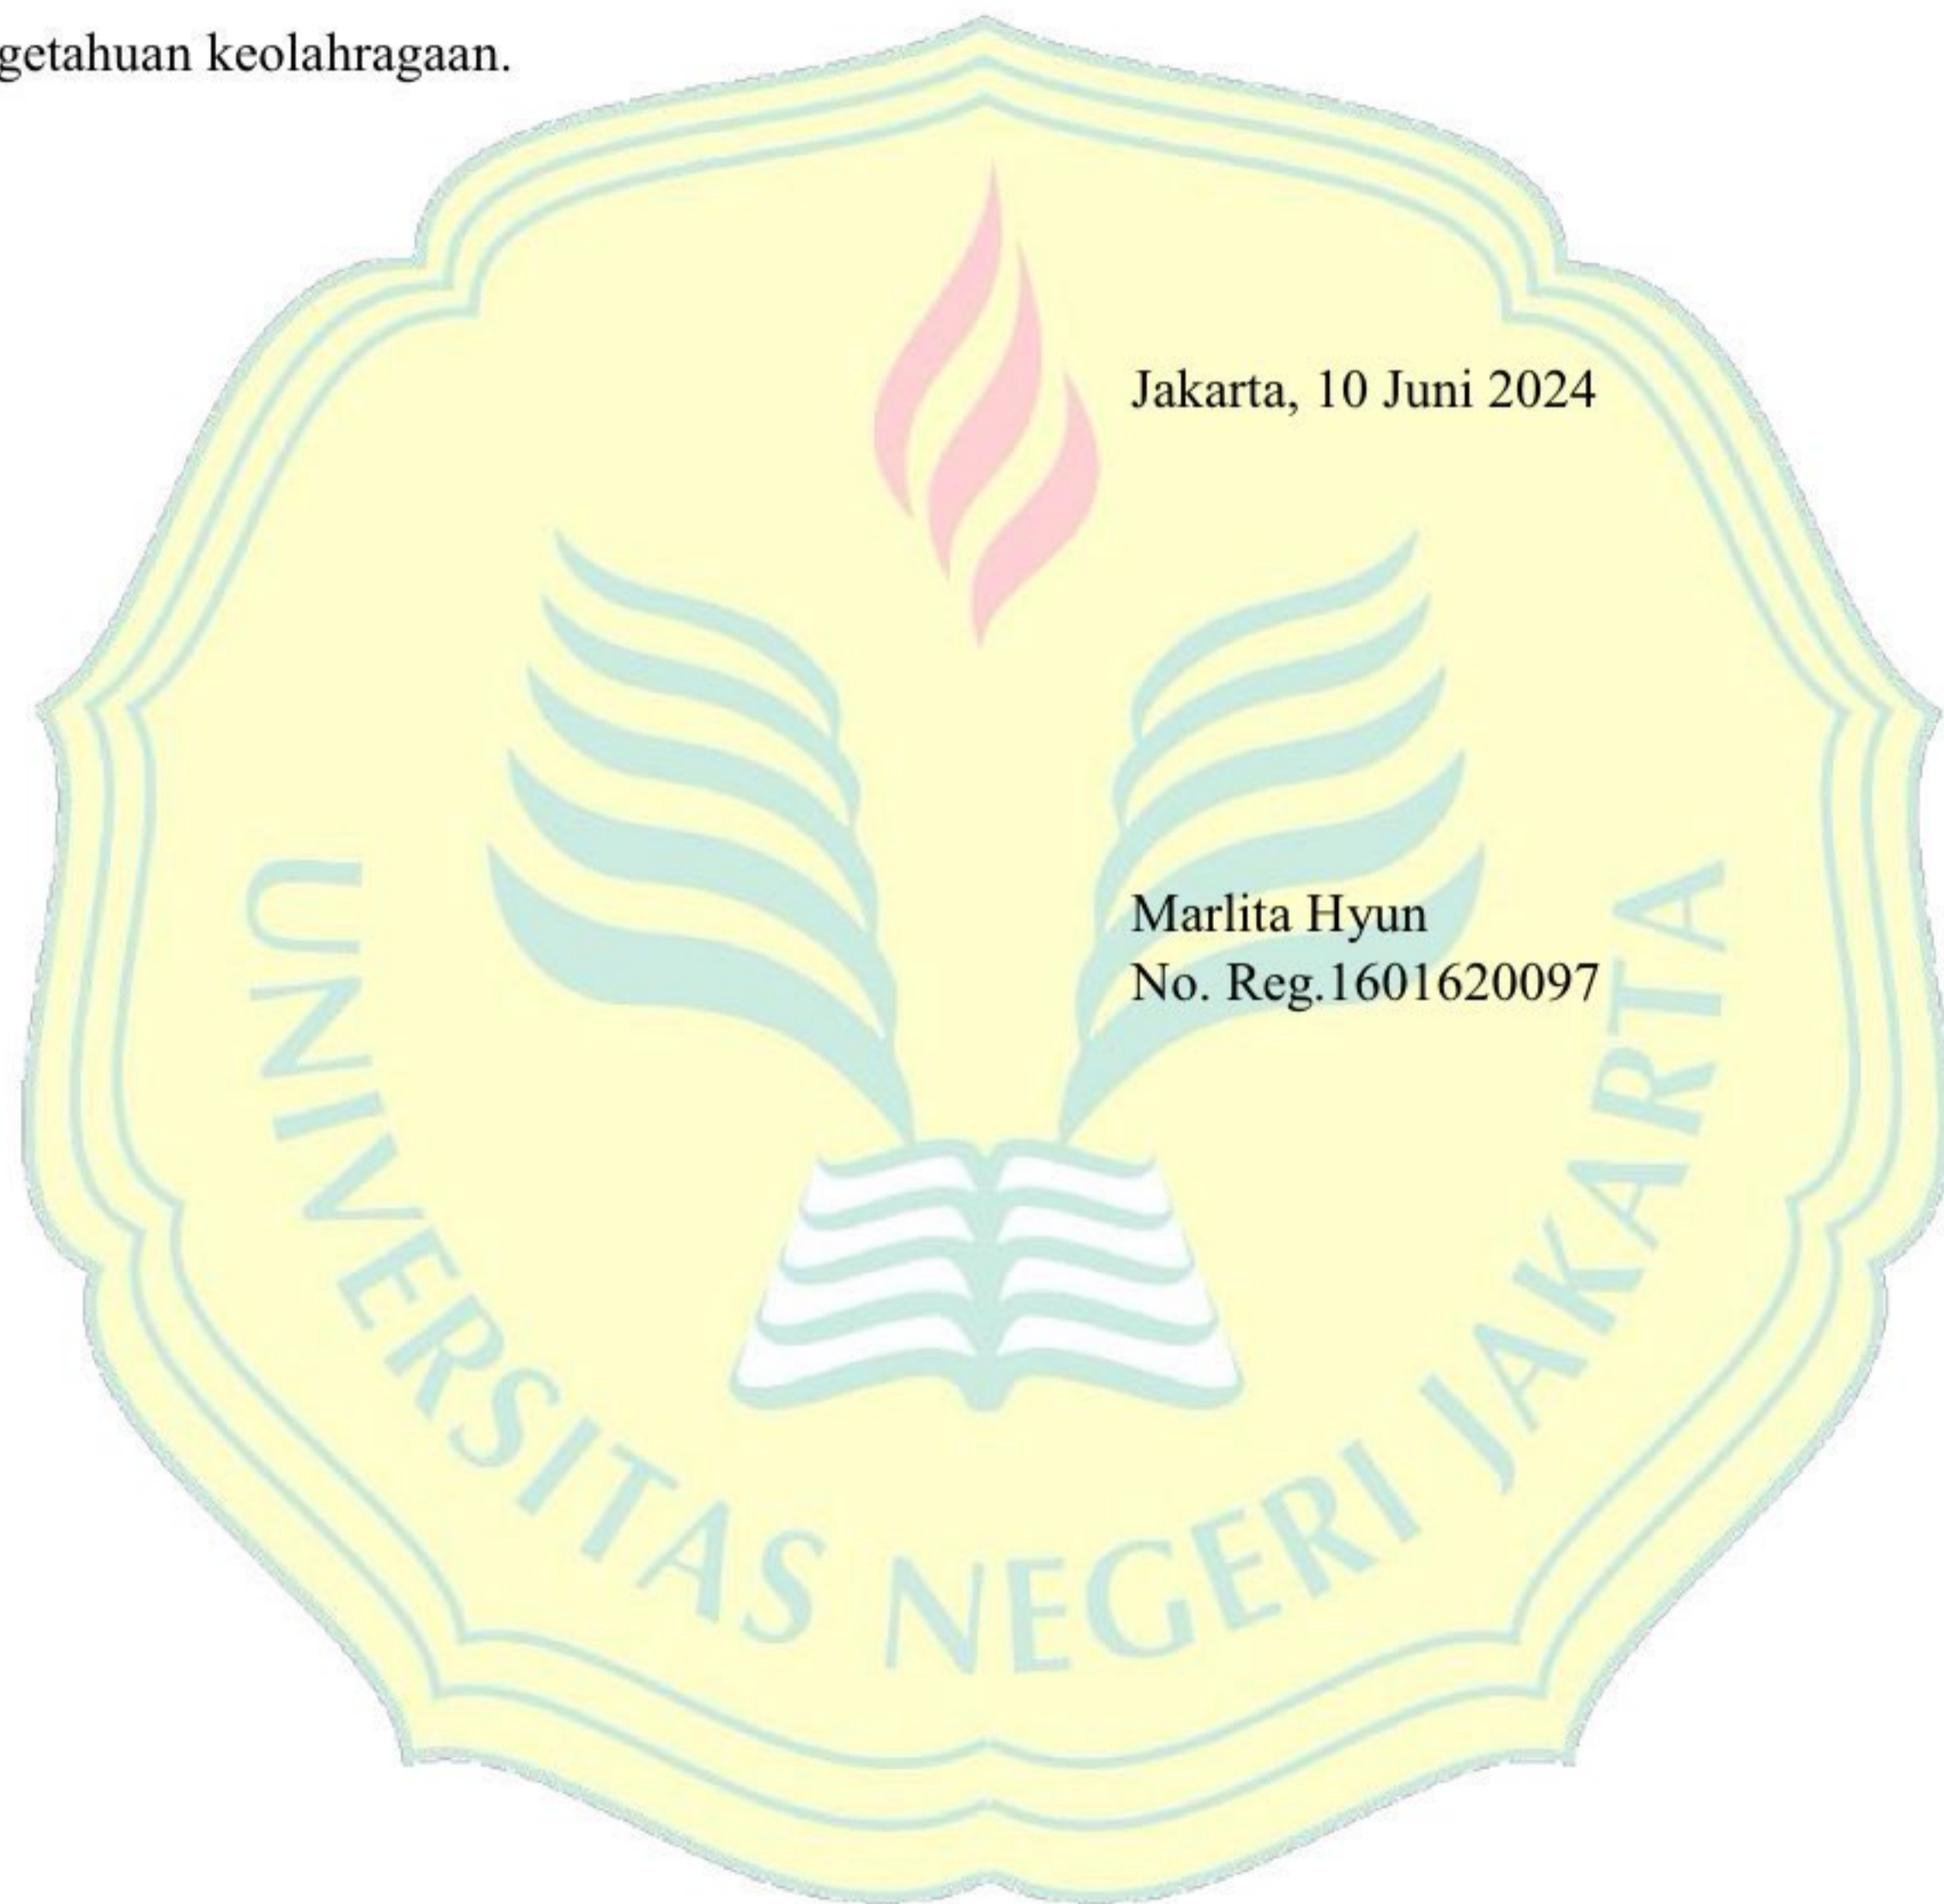 getahuan keolahragaan.
Jakarta, 10 Juni 2024
Marlita Hyun
No. Reg.1601620097
UNIVERSITAS NEGERI JAKARTA